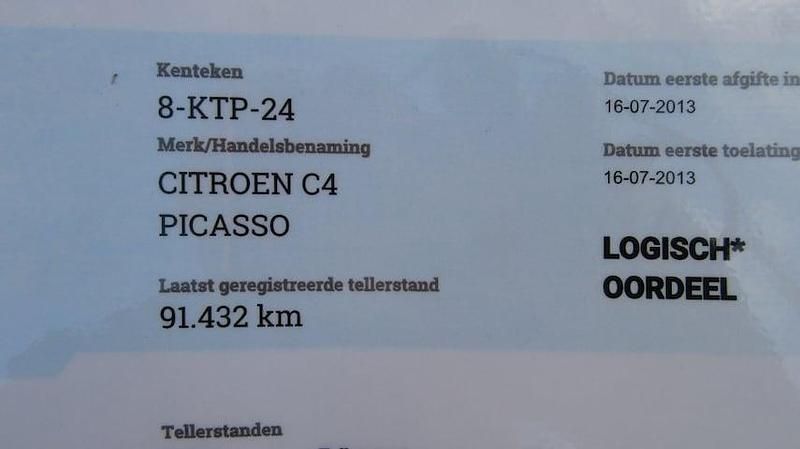 Kenteken
8-KTP-24
Merk/Handelsbenaming
CITROEN C4
PICASSO
Laatst geregistreerde tellerstand
91.432 km
Tellerstanden
Datum eerste afgifte in
16-07-2013
Datum eerste toelating
16-07-2013
LOGISCH*
OORDEEL